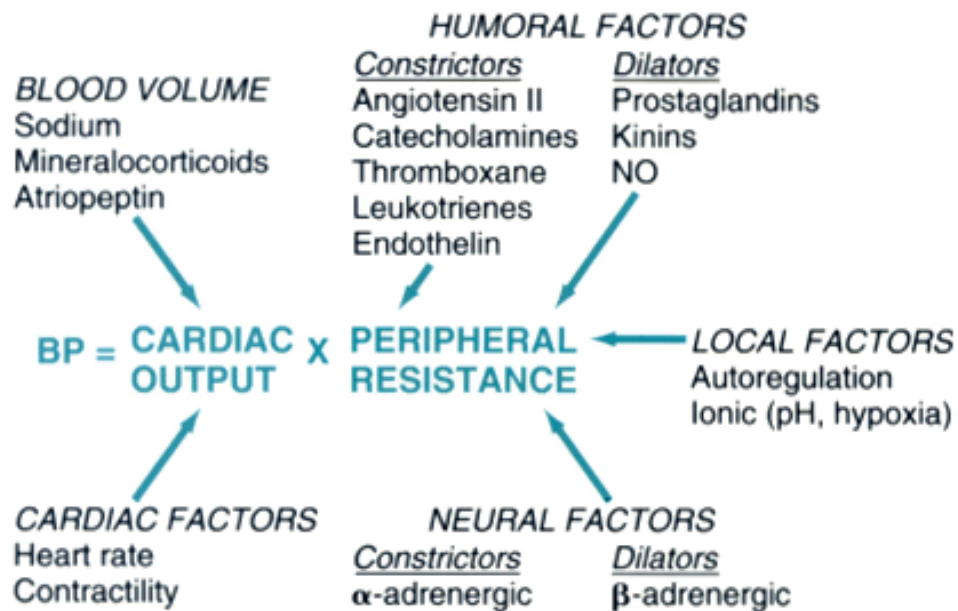 HUMORAL FACTORS
Constrictors Dilators
Angiotensin II Prostaglandins
Catecholamines Kinins
Thromboxane NO
Leukotrienes
Endothelin
BLOOD VOLUME
Sodium
Mineralocorticoids
Atriopeptin
BP = CARDIAC OUTPUT X PERIPHERAL RESISTANCE
LOCAL FACTORS
Autoregulation
Ionic (pH, hypoxia)
CARDIAC FACTORS
Heart rate
Contractility
NEURAL FACTORS
Constrictors Dilators
α-adrenergic β-adrenergic